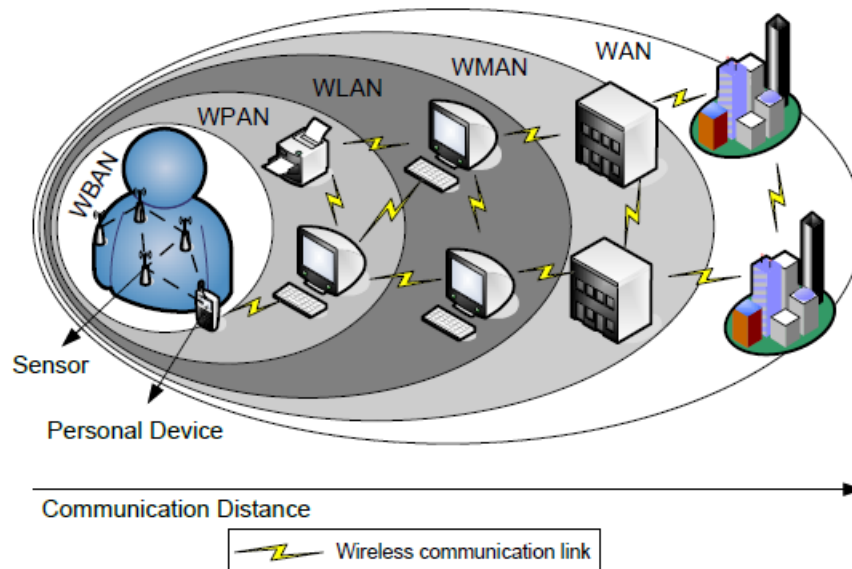 WAN
WMAN
WLAN
WPAN
WBAN
Sensor
Personal Device
Communication Distance
Wireless communication link